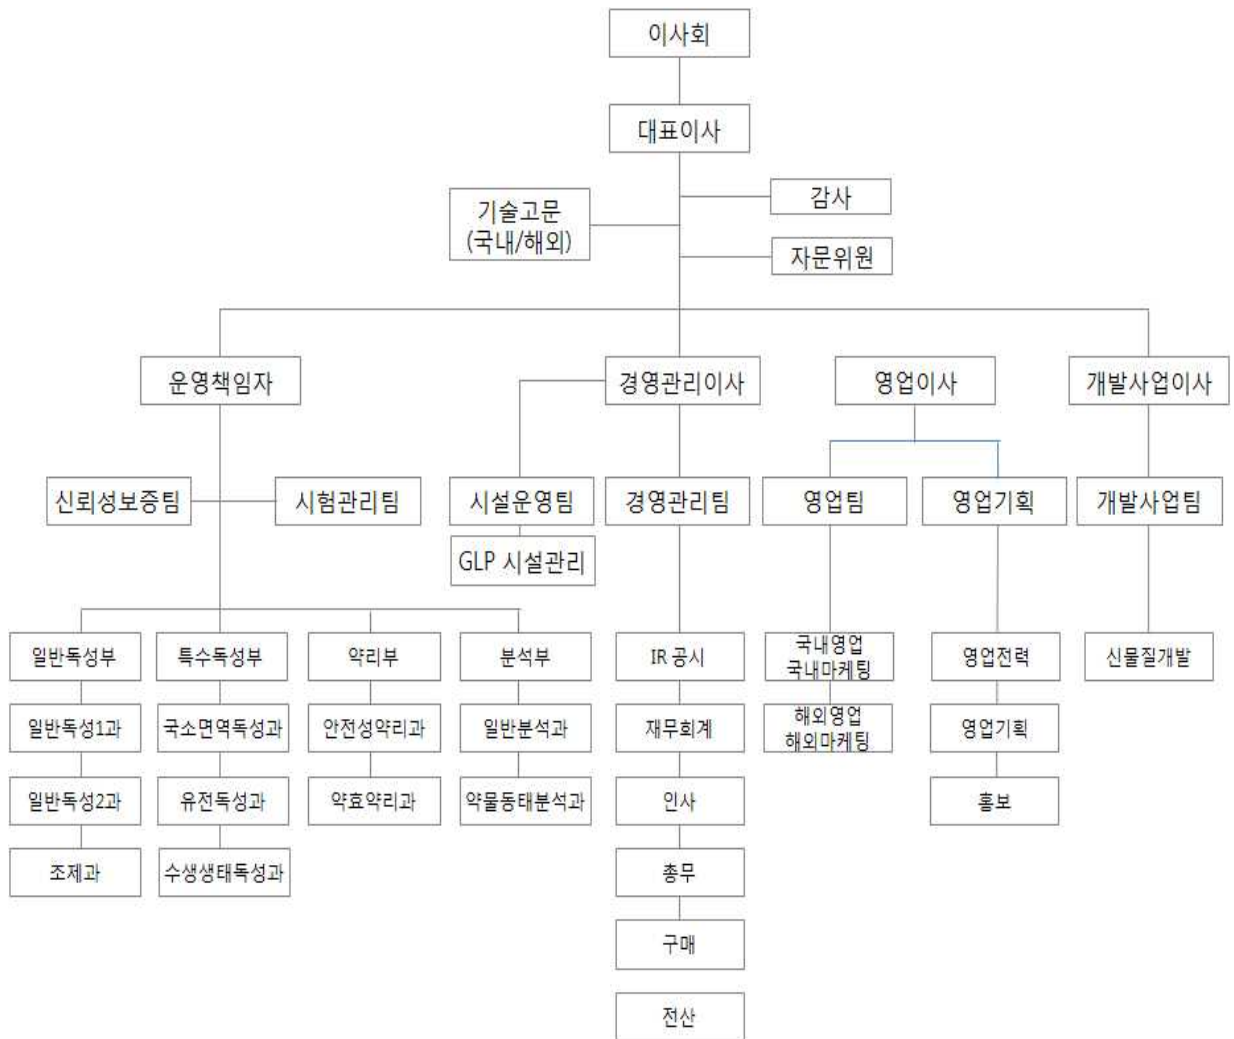 이사회
대표이사
감사
기술고문
(국내/해외)
자문위원
운영책임자
경영관리이사
영업이사
개발사업이사
신뢰성보증팀
시험관리팀
시설운영팀
경영관리팀
영업팀
영업기획
개발사업팀
GLP 시설관리
일반독성부
특수독성부
약리부
분석부
IR 공시
국내영업
국내마케팅
영업전력
신물질개발
일반독성1과
국소면역독성과
안전성약리과
일반분석과
재무회계
해외영업
해외마케팅
영업기획
일반독성2과
유전독성과
약효약리과
약물동태분석과
인사
홍보
조제과
수생생태독성과
총무
구매
전산